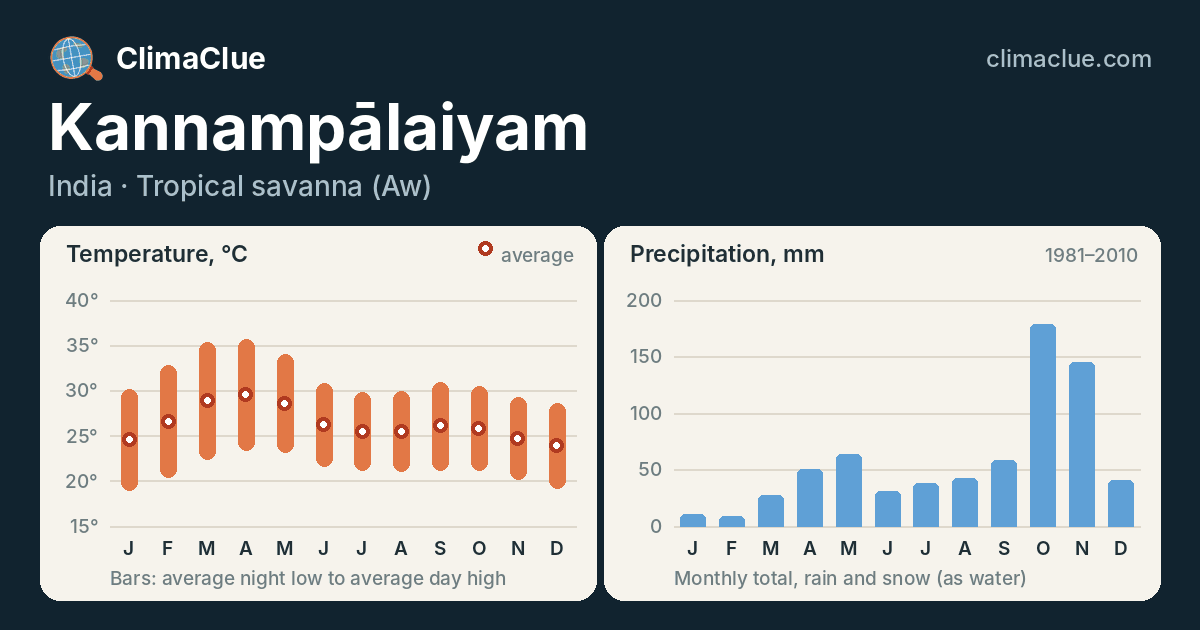 ClimaClue
climaclue.com
Kannampālaiyam
India · Tropical savanna (Aw)
Temperature, °C
average
40°
35°
30°
25°
20°
15°
J F M A M J J A S O N D
Bars: average night low to average day high
Precipitation, mm
1981–2010
200
150
100
50
0
J F M A M J J A S O N D
Monthly total, rain and snow (as water)